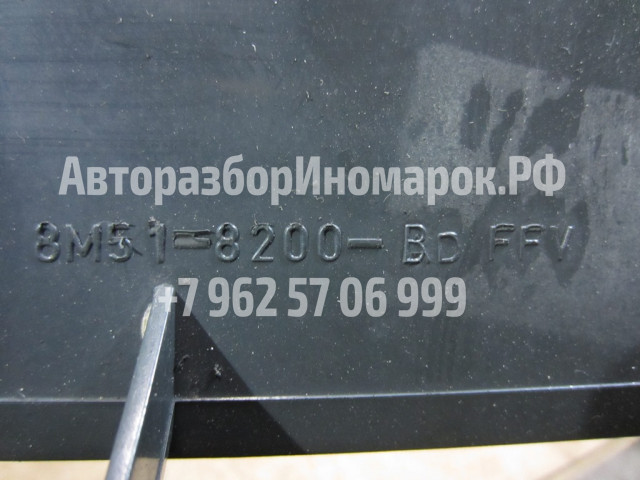 АвторазборИномарок.РФ
8M51-8200-BD FFV
+7 962 57 06 999